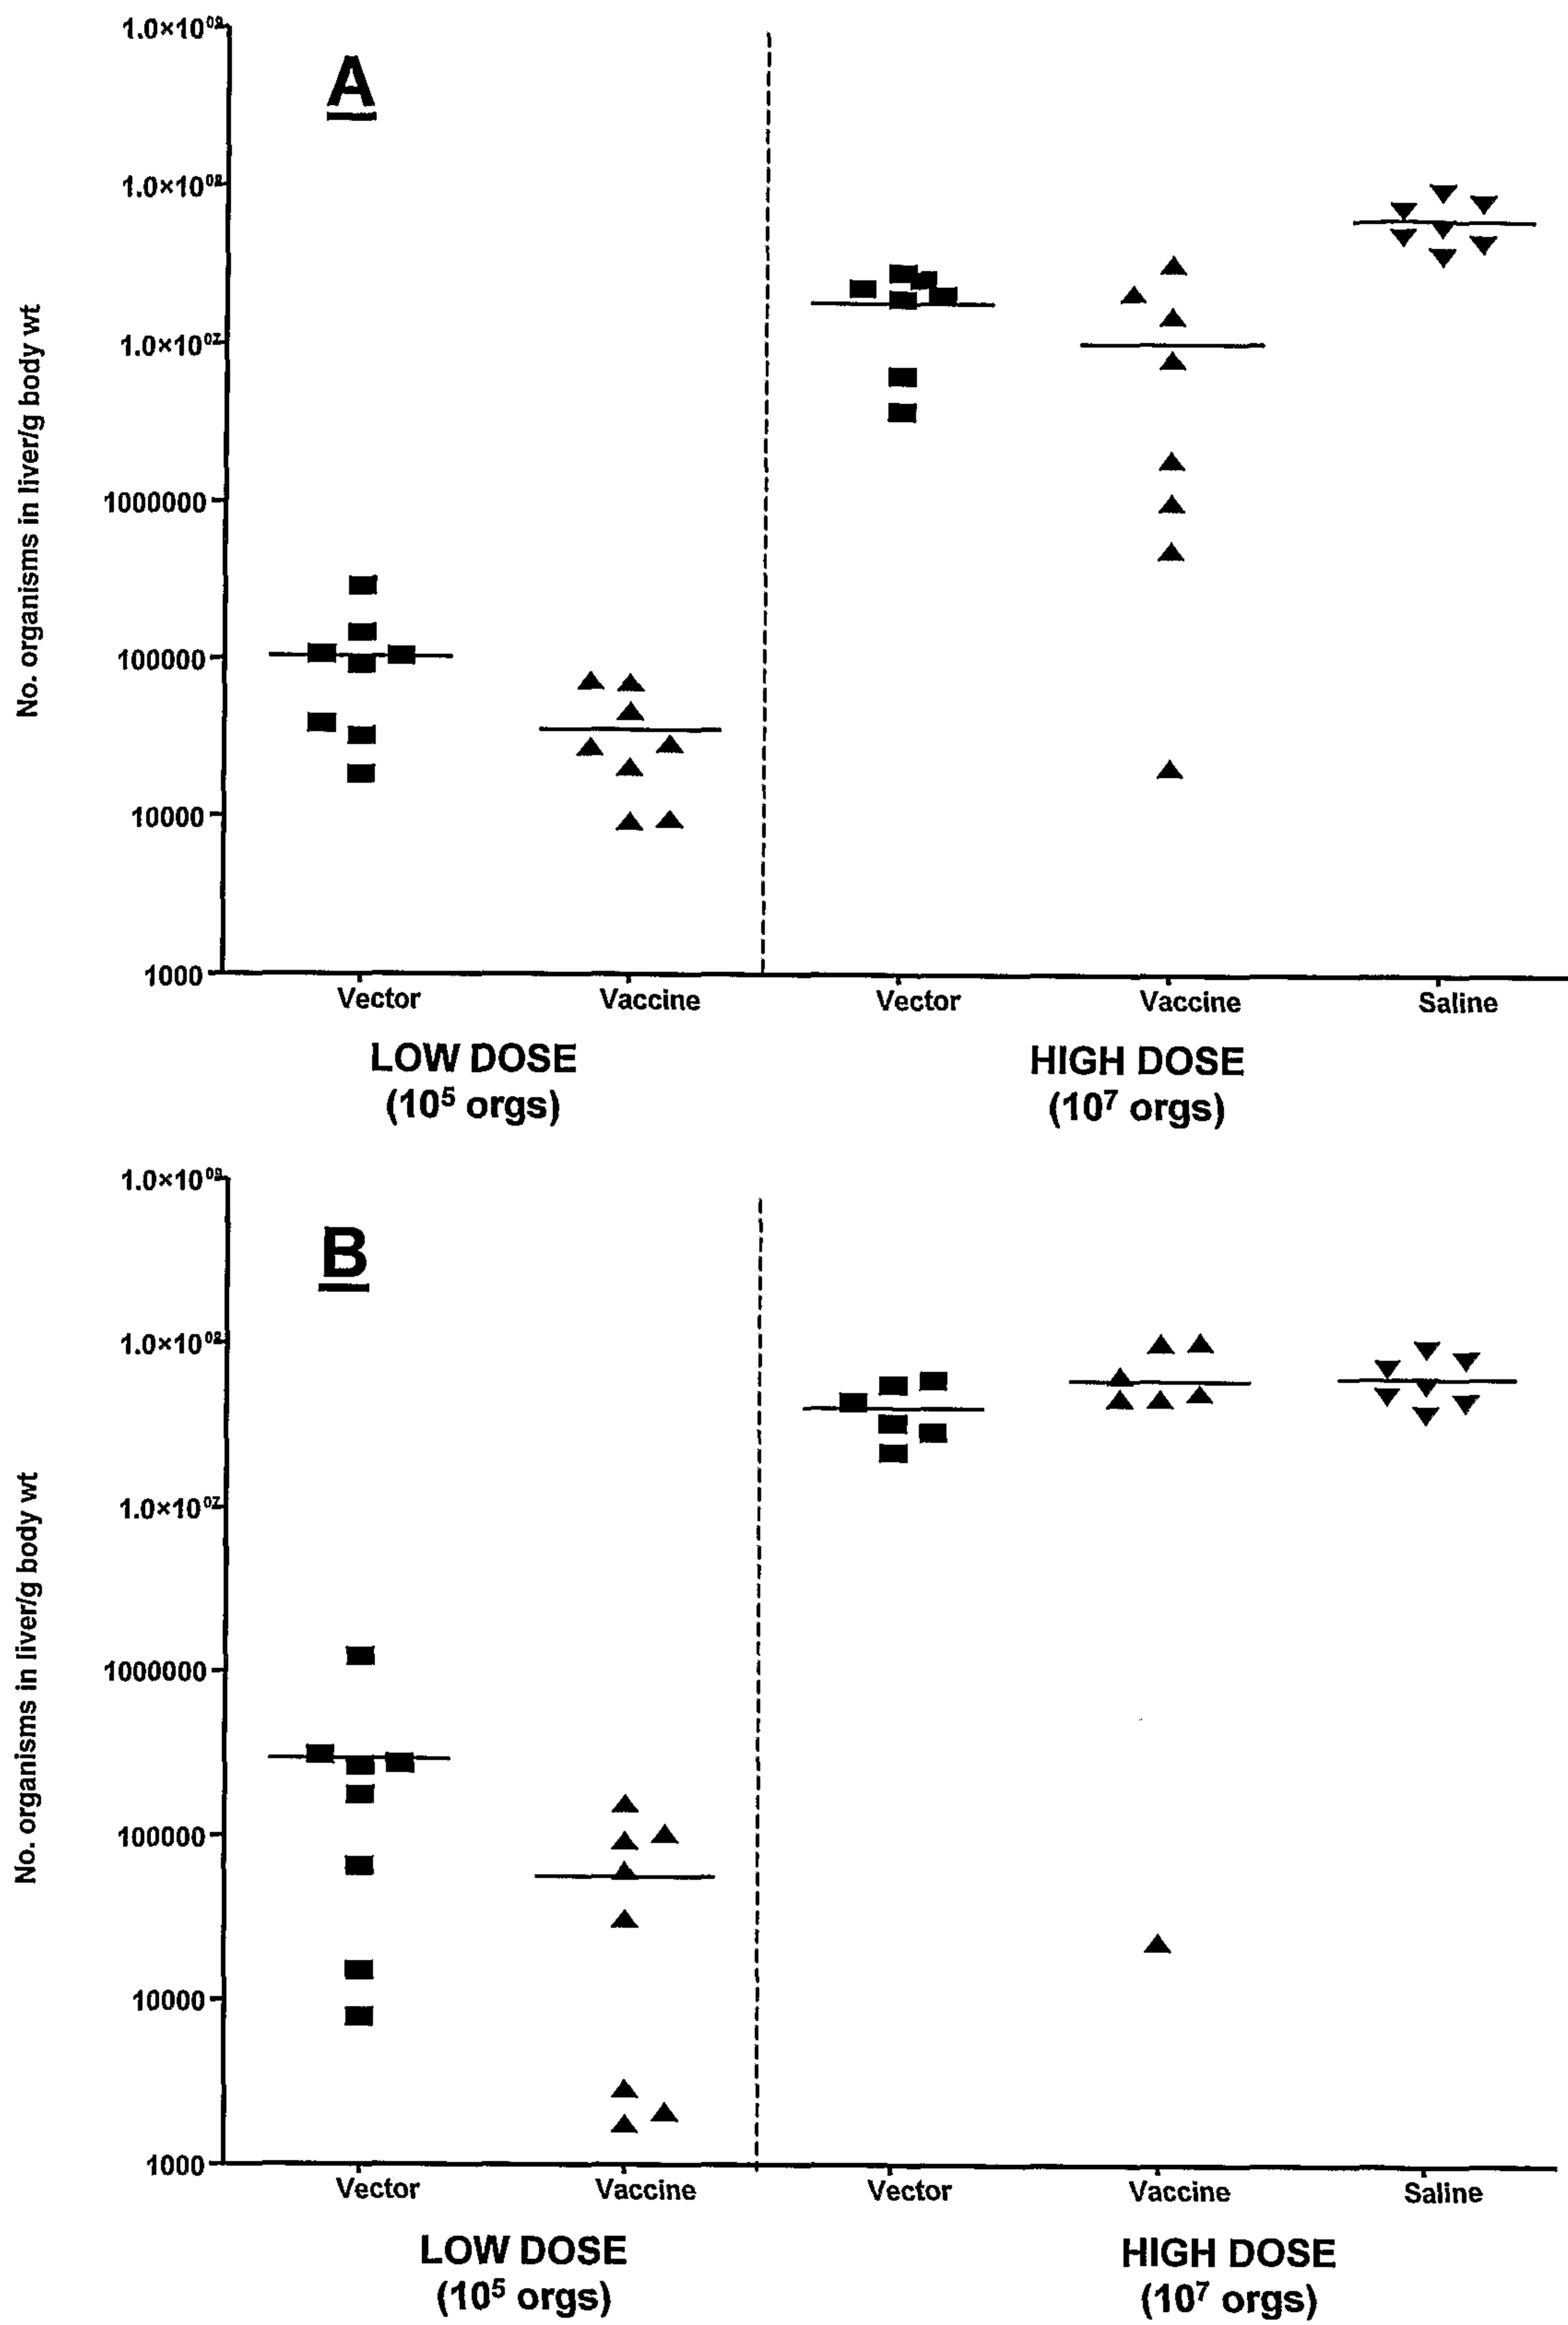 A
No. organisms in liver/g body wt
1.0×10⁰⁹
1.0×10⁰⁸
1.0×10⁰⁷
1000000
100000
10000
1000
Vector Vaccine Vector Vaccine Saline
LOW DOSE HIGH DOSE
(10⁵ orgs) (10⁷ orgs)
B
No. organisms in liver/g body wt
1.0×10⁰⁹
1.0×10⁰⁸
1.0×10⁰⁷
1000000
100000
10000
1000
Vector Vaccine Vector Vaccine Saline
LOW DOSE HIGH DOSE
(10⁵ orgs) (10⁷ orgs)